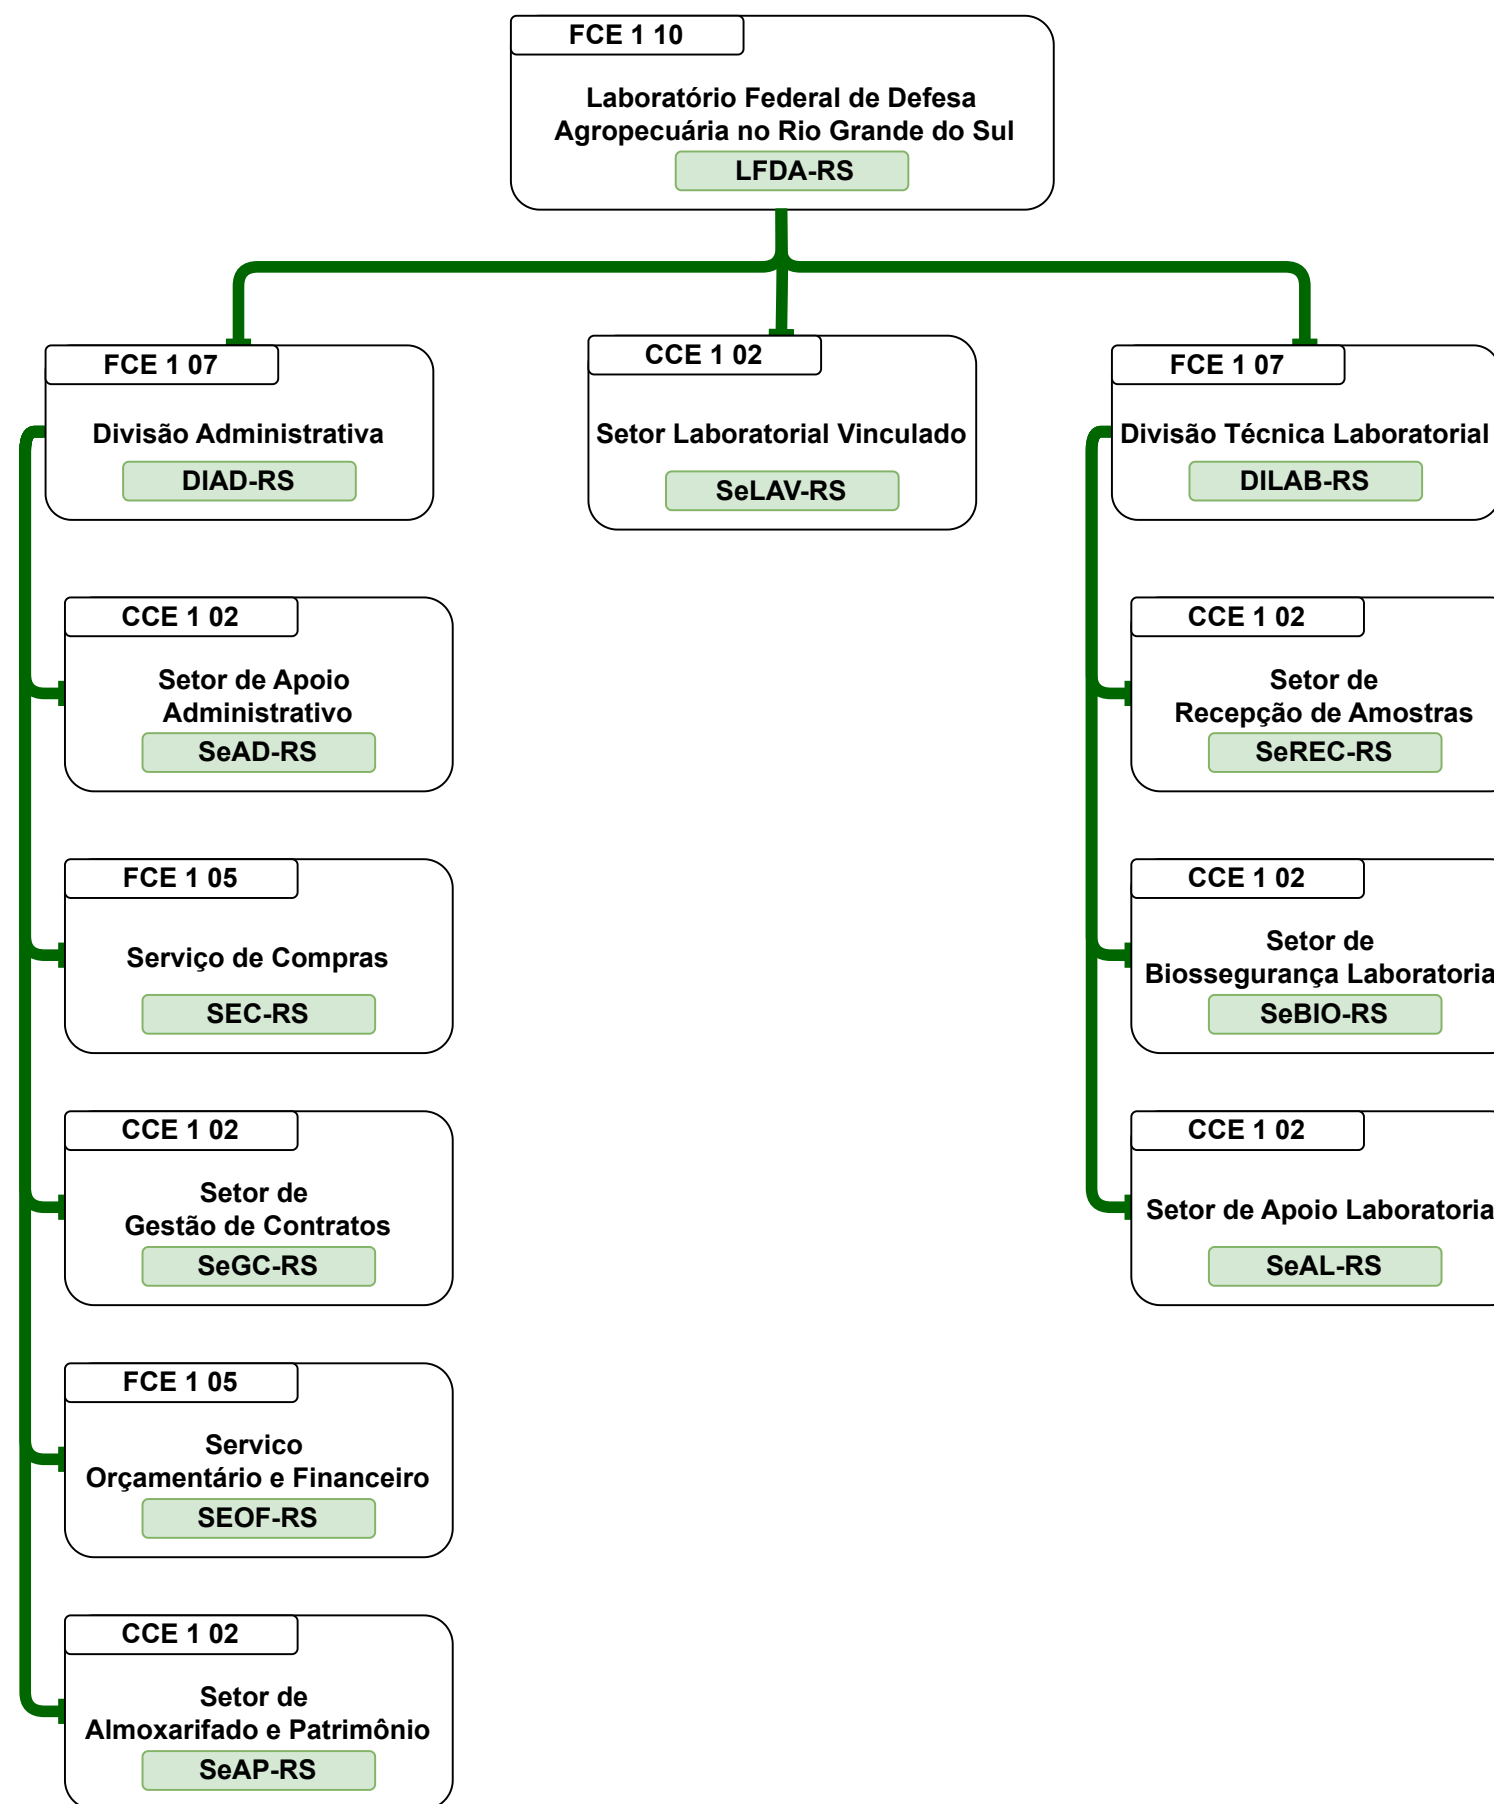 FCE 1 10
Laboratório Federal de Defesa
Agropecuária no Rio Grande do Sul
LFDA-RS
FCE 1 07
Divisão Administrativa
DIAD-RS
CCE 1 02
Setor Laboratorial Vinculado
SeLAV-RS
FCE 1 07
Divisão Técnica Laboratorial
DILAB-RS
CCE 1 02
Setor de Apoio
Administrativo
SeAD-RS
FCE 1 05
Serviço de Compras
SEC-RS
CCE 1 02
Setor de
Gestão de Contratos
SeGC-RS
FCE 1 05
Servico
Orçamentário e Financeiro
SEOF-RS
CCE 1 02
Setor de
Almoxarifado e Patrimônio
SeAP-RS
CCE 1 02
Setor de
Recepção de Amostras
SeREC-RS
CCE 1 02
Setor de
Biossegurança Laboratoria
SeBIO-RS
CCE 1 02
Setor de Apoio Laboratoria
SeAL-RS